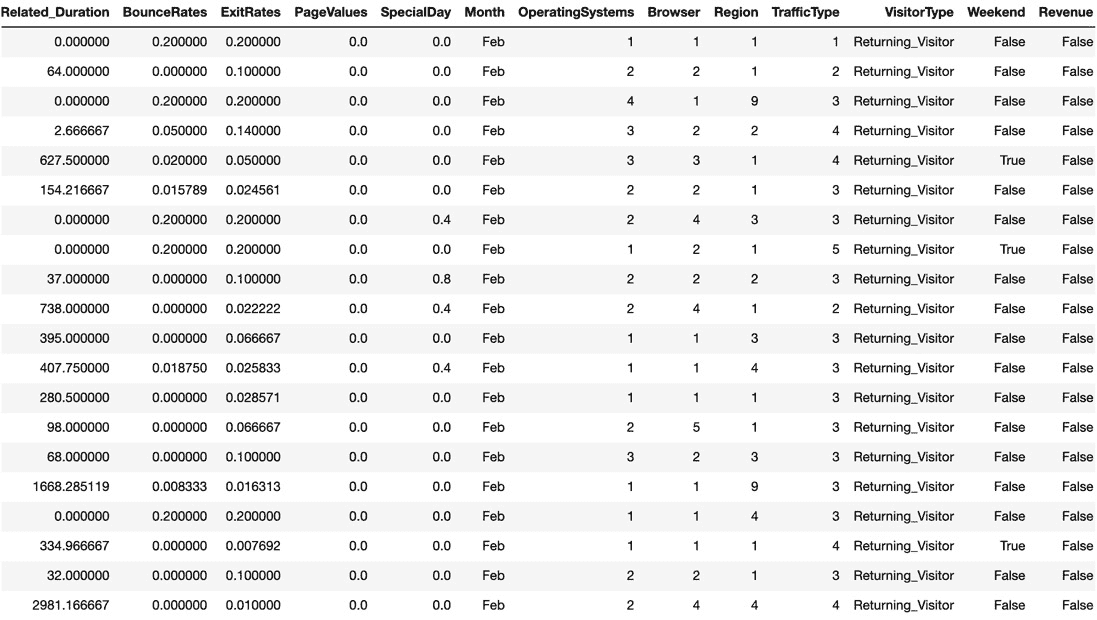 Related_Duration BounceRates ExitRates PageValues SpecialDay Month OperatingSystems Browser Region TrafficType VisitorType Weekend Revenue
0.000000 0.200000 0.200000 0.0 0.0 Feb 1 1 1 1 Returning_Visitor False False
64.000000 0.000000 0.100000 0.0 0.0 Feb 2 2 1 2 Returning_Visitor False False
0.000000 0.200000 0.200000 0.0 0.0 Feb 4 1 9 3 Returning_Visitor False False
2.666667 0.050000 0.140000 0.0 0.0 Feb 3 2 2 4 Returning_Visitor False False
627.500000 0.020000 0.050000 0.0 0.0 Feb 3 3 1 4 Returning_Visitor True False
154.216667 0.015789 0.024561 0.0 0.0 Feb 2 2 1 3 Returning_Visitor False False
0.000000 0.200000 0.200000 0.0 0.4 Feb 2 4 3 3 Returning_Visitor False False
0.000000 0.200000 0.200000 0.0 0.0 Feb 1 2 1 5 Returning_Visitor True False
37.000000 0.000000 0.100000 0.0 0.8 Feb 2 2 2 3 Returning_Visitor False False
738.000000 0.000000 0.022222 0.0 0.4 Feb 2 4 1 2 Returning_Visitor False False
395.000000 0.000000 0.066667 0.0 0.0 Feb 1 1 3 3 Returning_Visitor False False
407.750000 0.018750 0.025833 0.0 0.4 Feb 1 1 4 3 Returning_Visitor False False
280.500000 0.000000 0.028571 0.0 0.0 Feb 1 1 1 3 Returning_Visitor False False
98.000000 0.000000 0.066667 0.0 0.0 Feb 2 5 1 3 Returning_Visitor False False
68.000000 0.000000 0.100000 0.0 0.0 Feb 3 2 3 3 Returning_Visitor False False
1668.285119 0.008333 0.016313 0.0 0.0 Feb 1 1 9 3 Returning_Visitor False False
0.000000 0.200000 0.200000 0.0 0.0 Feb 1 1 4 3 Returning_Visitor False False
334.966667 0.000000 0.007692 0.0 0.0 Feb 1 1 1 4 Returning_Visitor True False
32.000000 0.000000 0.100000 0.0 0.0 Feb 2 2 1 3 Returning_Visitor False False
2981.166667 0.000000 0.010000 0.0 0.0 Feb 2 4 4 4 Returning_Visitor False False